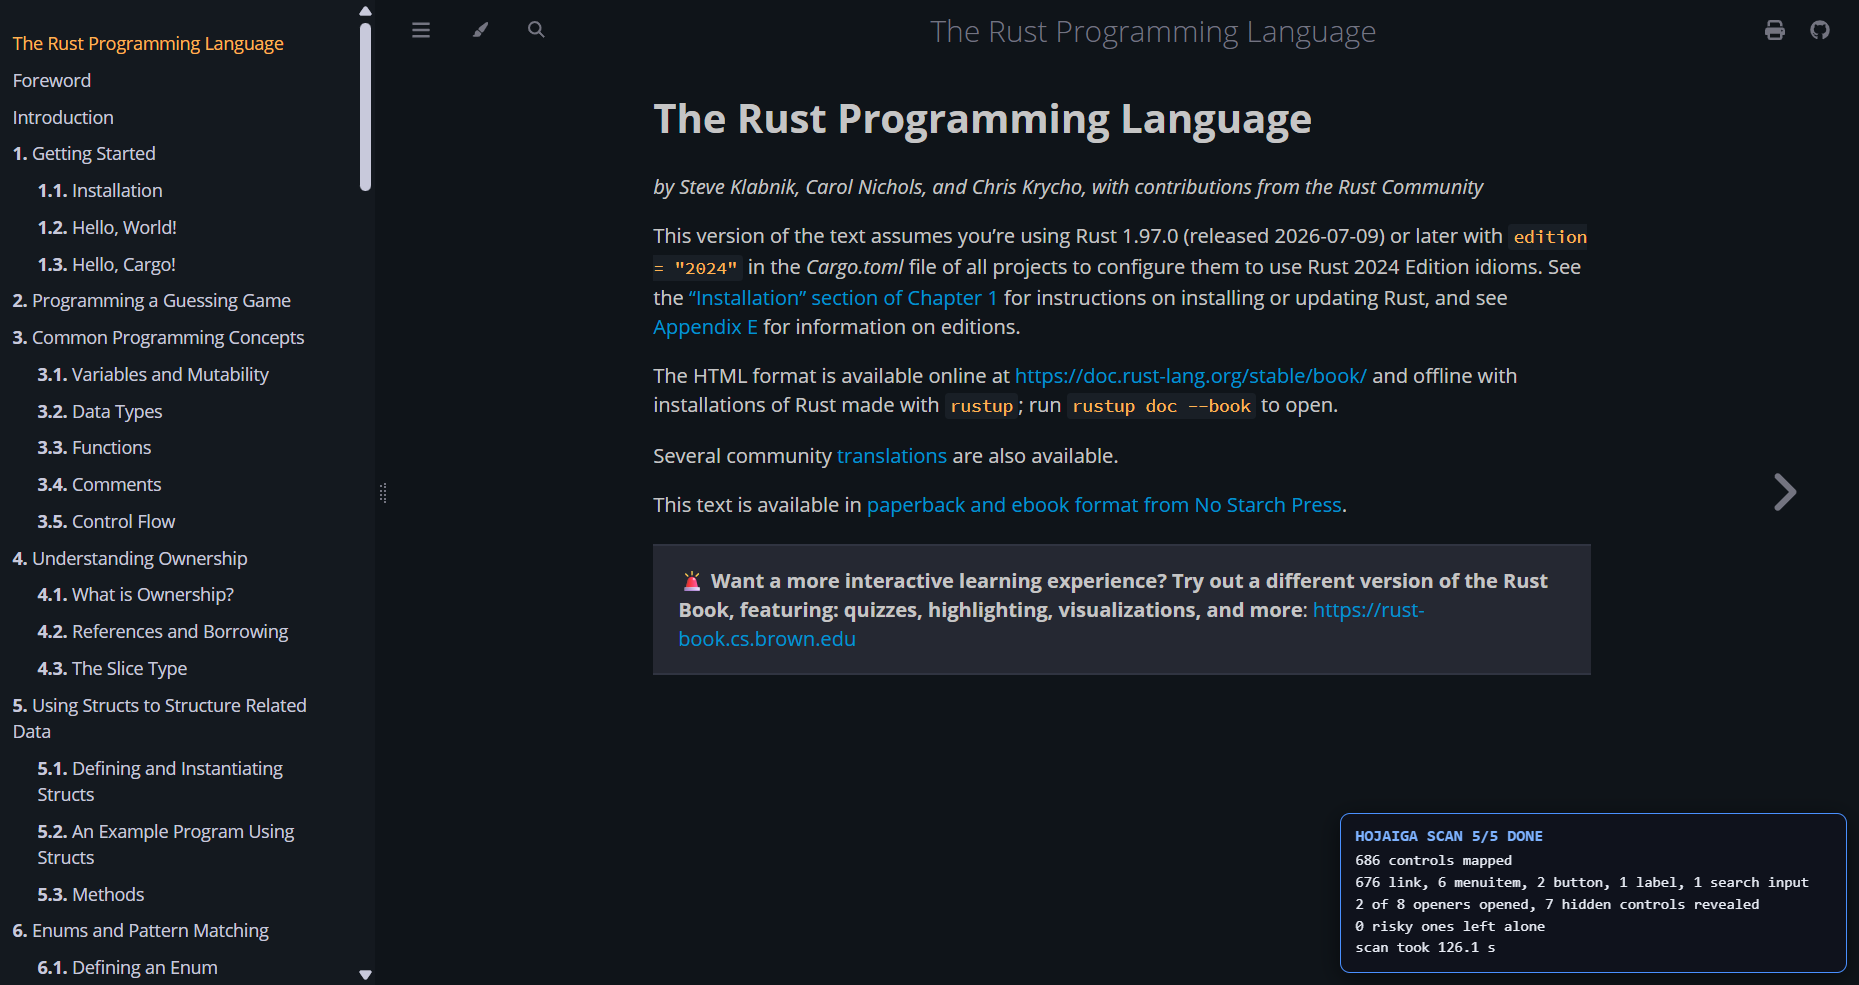 The Rust Programming Language
Foreword
Introduction
1. Getting Started
1.1. Installation
1.2. Hello, World!
1.3. Hello, Cargo!
2. Programming a Guessing Game
3. Common Programming Concepts
3.1. Variables and Mutability
3.2. Data Types
3.3. Functions
3.4. Comments
3.5. Control Flow
4. Understanding Ownership
4.1. What is Ownership?
4.2. References and Borrowing
4.3. The Slice Type
5. Using Structs to Structure Related
Data
5.1. Defining and Instantiating
Structs
5.2. An Example Program Using
Structs
5.3. Methods
6. Enums and Pattern Matching
6.1. Defining an Enum
The Rust Programming Language
The Rust Programming Language
by Steve Klabnik, Carol Nichols, and Chris Krycho, with contributions from the Rust Community
This version of the text assumes you’re using Rust 1.97.0 (released 2026-07-09) or later with edition
= "2024" in the Cargo.toml file of all projects to configure them to use Rust 2024 Edition idioms. See
the “Installation” section of Chapter 1 for instructions on installing or updating Rust, and see
Appendix E for information on editions.
The HTML format is available online at https://doc.rust-lang.org/stable/book/ and offline with
installations of Rust made with rustup; run rustup doc --book to open.
Several community translations are also available.
This text is available in paperback and ebook format from No Starch Press.
🚨 Want a more interactive learning experience? Try out a different version of the Rust
Book, featuring: quizzes, highlighting, visualizations, and more: https://rust-
book.cs.brown.edu
HOJAIGA SCAN 5/5 DONE
686 controls mapped
676 link, 6 menuitem, 2 button, 1 label, 1 search input
2 of 8 openers opened, 7 hidden controls revealed
0 risky ones left alone
scan took 126.1 s